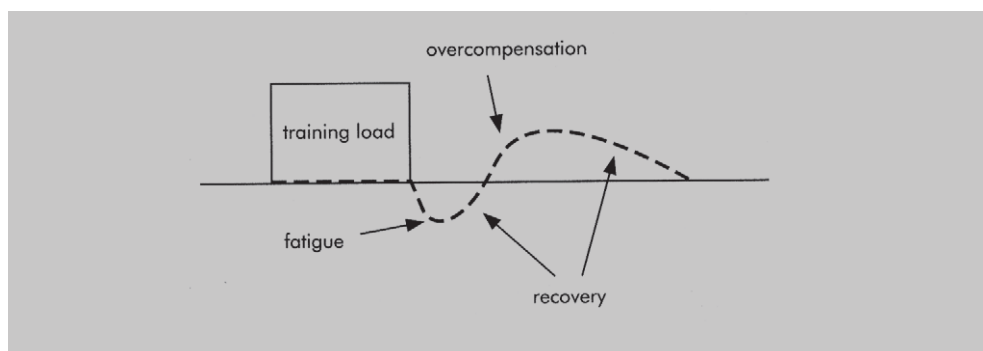 overcompensation
training load
fatigue
recovery